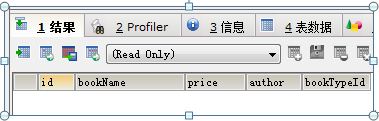 1 结果 2 Profiler 3 信息 4 表数据
(Read Only)
id bookName price author bookTypeId